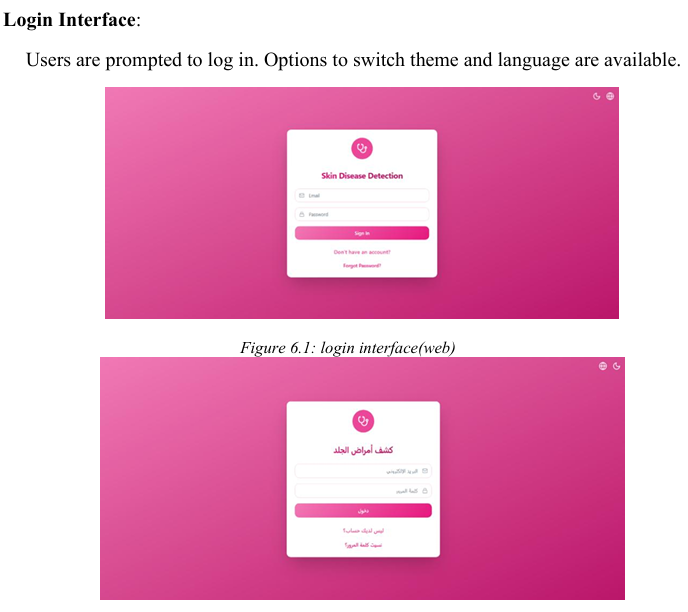 Login Interface:
Users are prompted to log in. Options to switch theme and language are available.
Skin Disease Detection
Email
Password
Sign In
Don't have an account?
Forgot Password?
Figure 6.1: login interface(web)
كشف أمراض الجلد
البريد الالكتروني
كلمة المرور
دخول
ليس لديك حساب؟
نسيت كلمة المرور؟